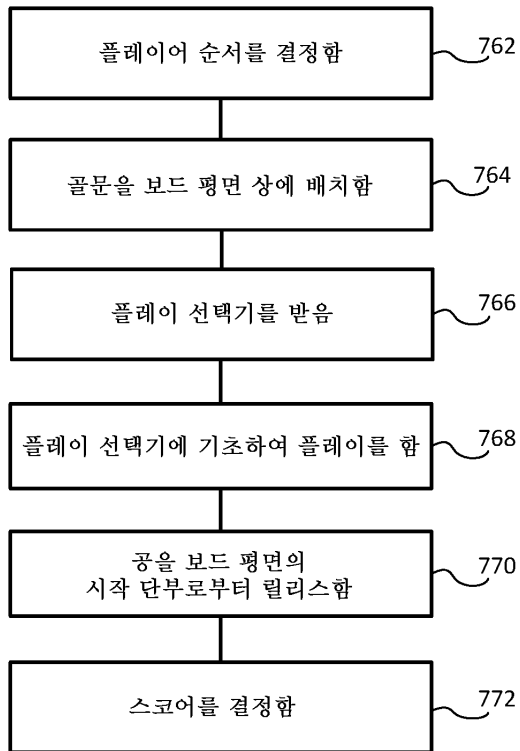 플레이어 순서를 결정함
762
골문을 보드 평면 상에 배치함
764
플레이 선택기를 받음
766
플레이 선택기에 기초하여 플레이를 함
768
공을 보드 평면의
시작 단부로부터 릴리스함
770
스코어를 결정함
772